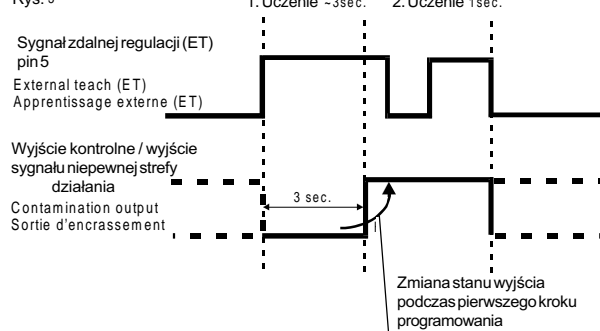 Rys. 5
1. Uczenie ~3sec.
2. Uczenie 1sec.
Sygnał zdalnej regulacji (ET)
pin 5
External teach (ET)
Apprentissage externe (ET)
Wyjście kontrolne / wyjście
sygnału niepewnej strefy
działania
3 sec.
Contamination output
Sortie d'encrassement
Zmiana stanu wyjścia
podczas pierwszego kroku
programowania